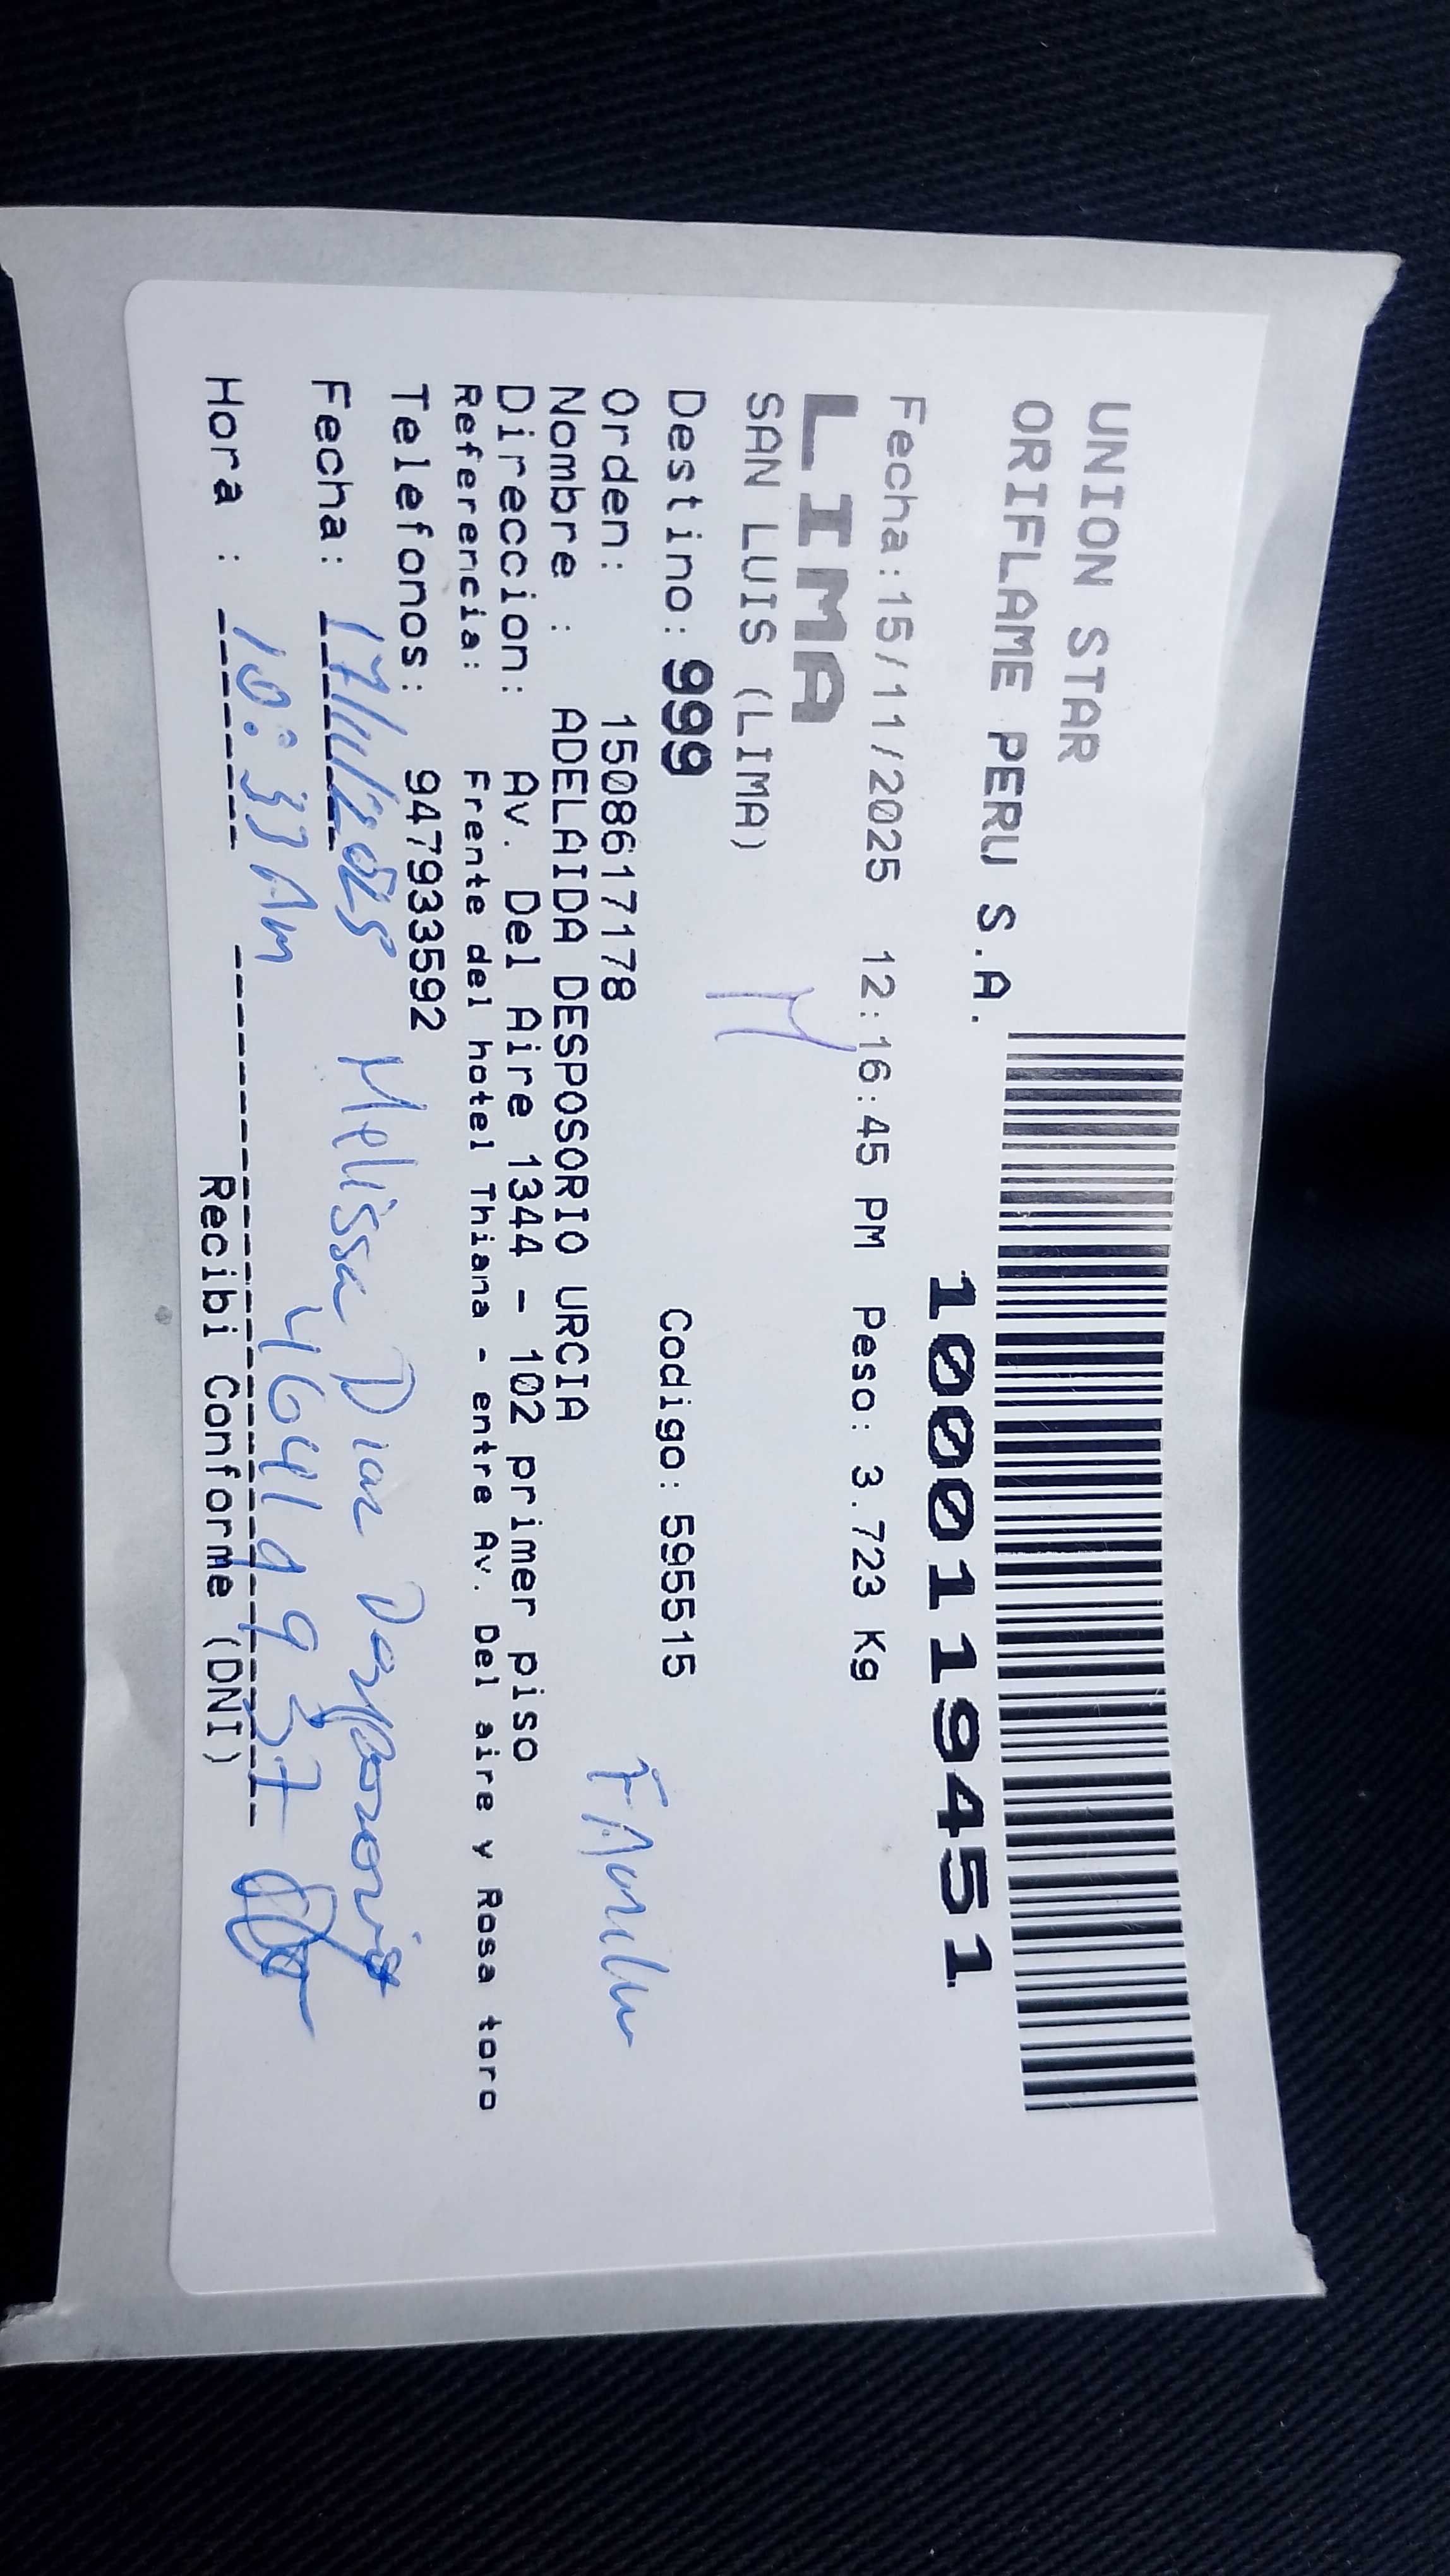 UNION STAR
ORIFLAME PERU S.A.
1000119451
Fecha:15/11/2025 12:16:45 PM Peso: 3.723 Kg
LIMA
SAN LUIS (LIMA)
Destino: 999 Codigo: 595515
Orden: 1508617178
Nombre : ADELAIDA DESPOSORIO URCIA
Direccion: Av. Del Aire 1344 - 102 primer piso
Referencia: Frente del hotel Thiana - entre Av. Del aire y Rosa toro
Telefonos: 947933592
Fecha: 17/11/2025 Melissa Diaz Desposorio
Hora : 10:33 Am 46419937
Recibi Conforme (DNI)